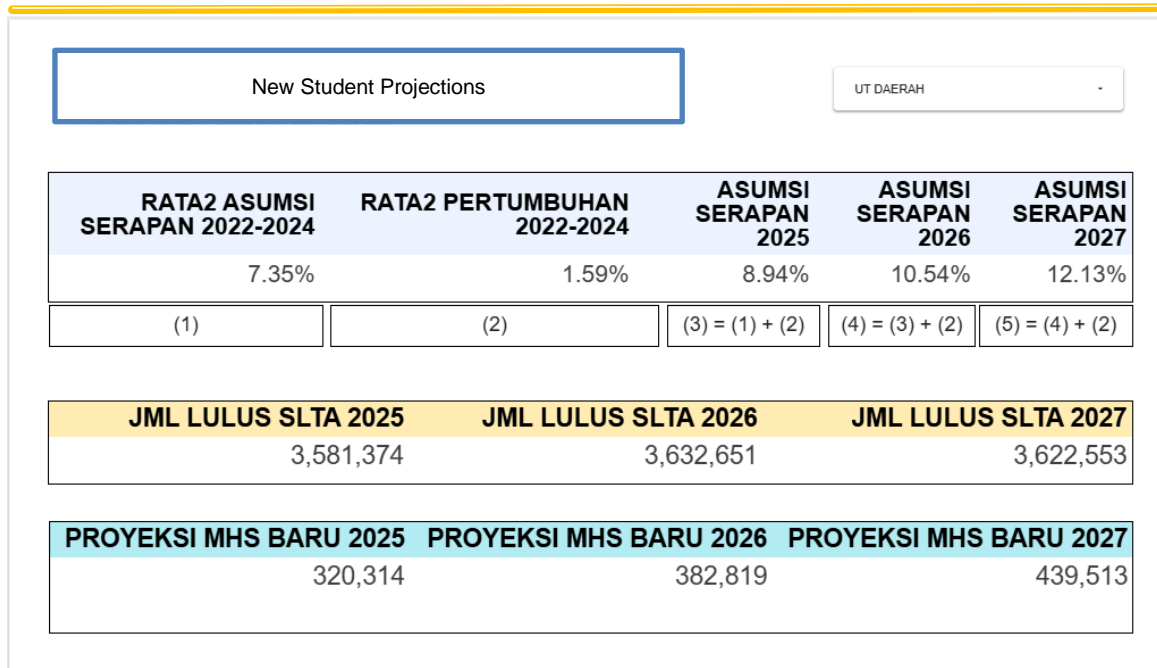 New Student Projections
UT DAERAH
RATA2 ASUMSI SERAPAN 2022-2024
RATA2 PERTUMBUHAN 2022-2024
ASUMSI SERAPAN 2025
ASUMSI SERAPAN 2026
ASUMSI SERAPAN 2027
7.35% 1.59% 8.94% 10.54% 12.13%
(1) (2) (3) = (1) + (2) (4) = (3) + (2) (5) = (4) + (2)
JML LULUS SLTA 2025 JML LULUS SLTA 2026 JML LULUS SLTA 2027
3,581,374 3,632,651 3,622,553
PROYEKSI MHS BARU 2025 PROYEKSI MHS BARU 2026 PROYEKSI MHS BARU 2027
320,314 382,819 439,513